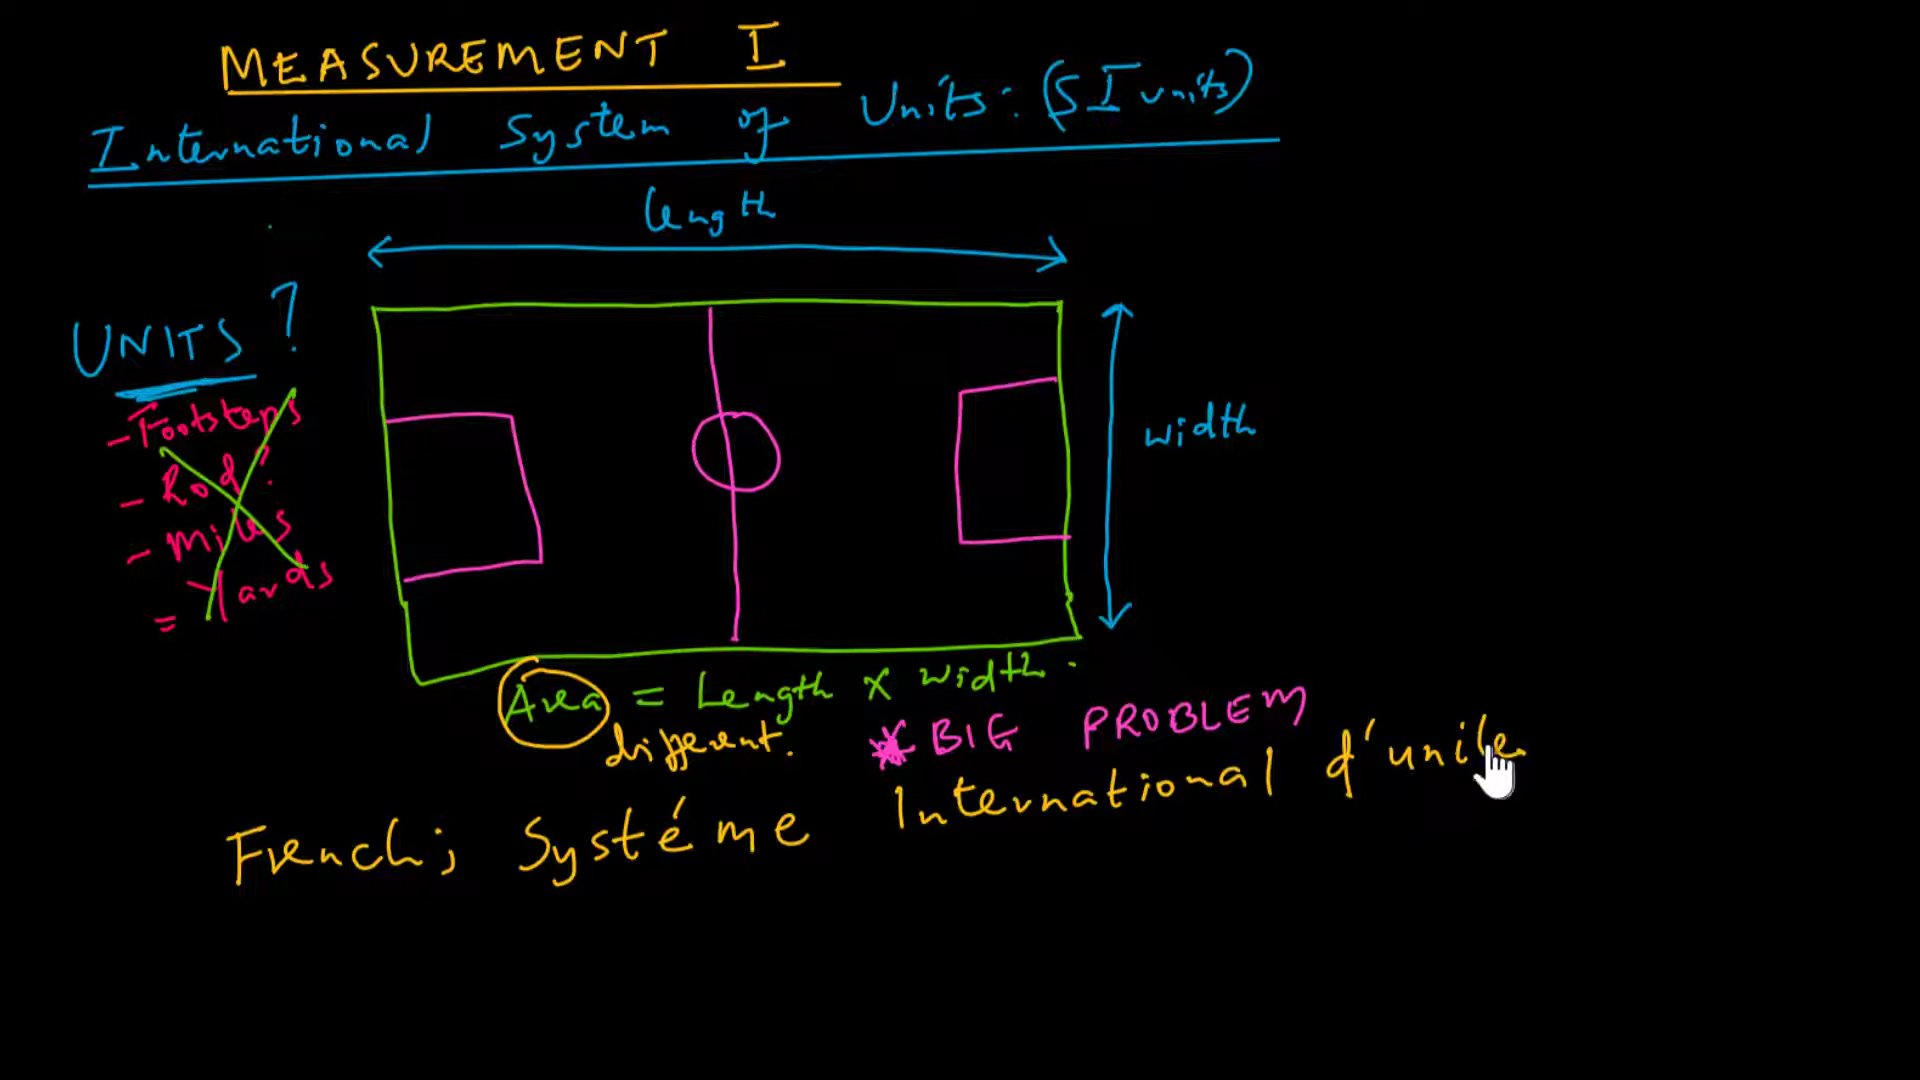 MEASUREMENT I
International System of Units: (SI units)
length
UNITS?
- Footsteps
- Rod
- Miles
= Yards
width
Area = Length x width.
different.
* BIG PROBLEM
French; Systéme International d'unite